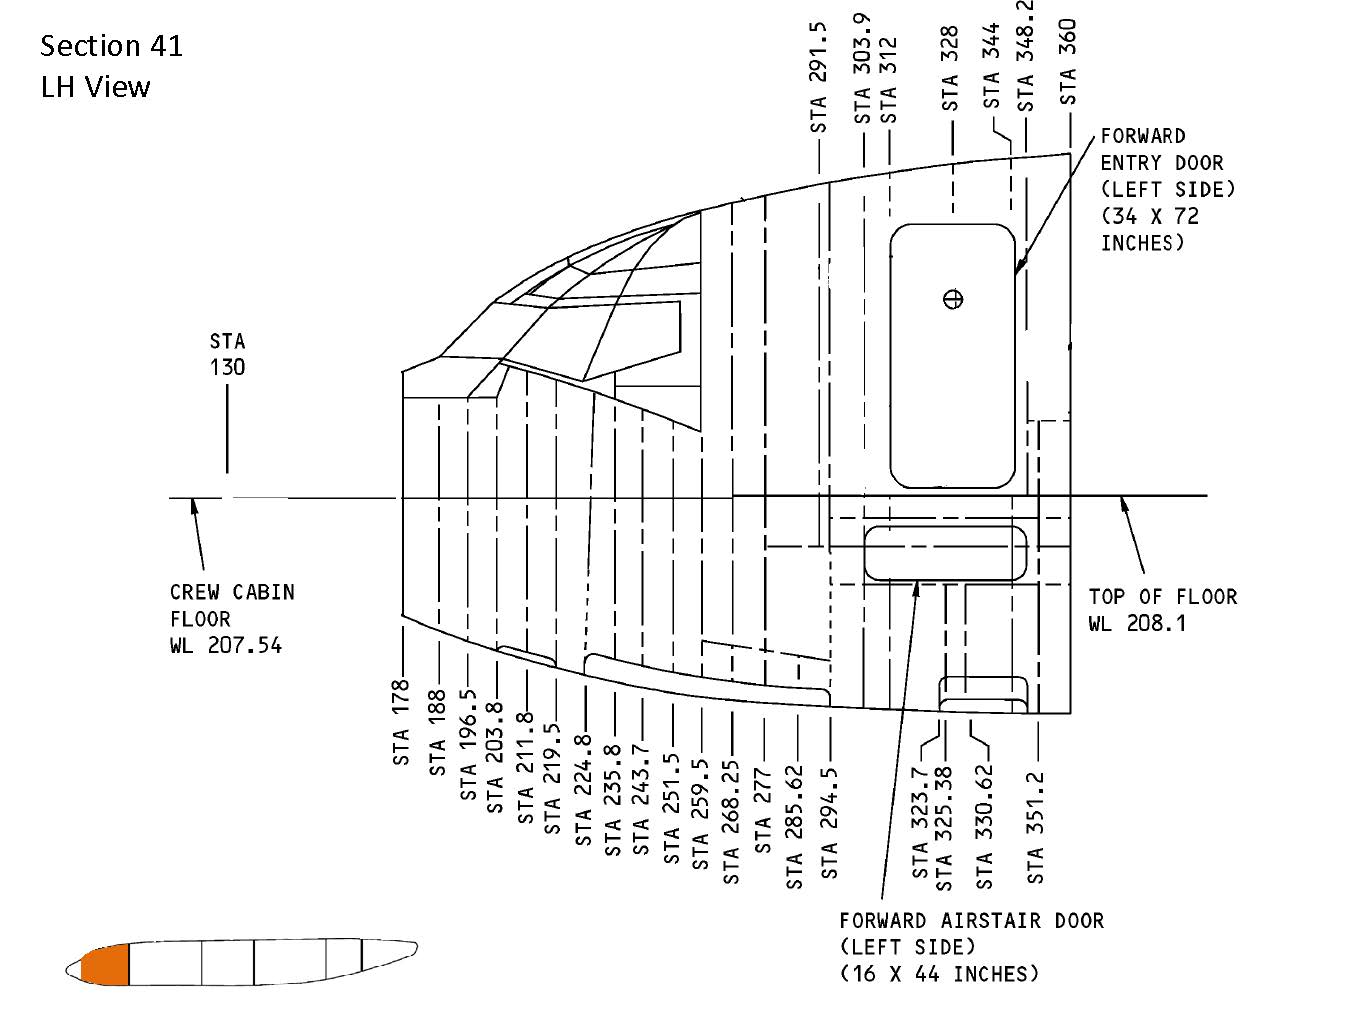 Section 41
LH View
STA 291.5
STA 303.9
STA 312
STA 328
STA 344
STA 348.2
STA 360
FORWARD
ENTRY DOOR
(LEFT SIDE)
(34 X 72
INCHES)
STA
130
CREW CABIN
FLOOR
WL 207.54
TOP OF FLOOR
WL 208.1
STA 178
STA 188
STA 196.5
STA 203.8
STA 211.8
STA 219.5
STA 224.8
STA 235.8
STA 243.7
STA 251.5
STA 259.5
STA 268.25
STA 277
STA 285.62
STA 294.5
STA 323.7
STA 325.38
STA 330.62
STA 351.2
FORWARD AIRSTAIR DOOR
(LEFT SIDE)
(16 X 44 INCHES)